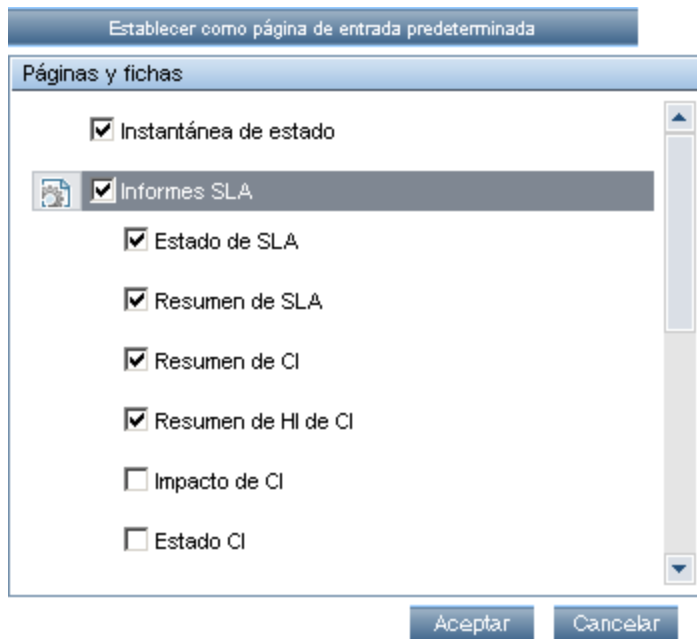 Establecer como página de entrada predeterminada
Páginas y fichas
Instantánea de estado
Informes SLA
Estado de SLA
Resumen de SLA
Resumen de CI
Resumen de HI de CI
Impacto de CI
Estado CI
Aceptar Cancelar